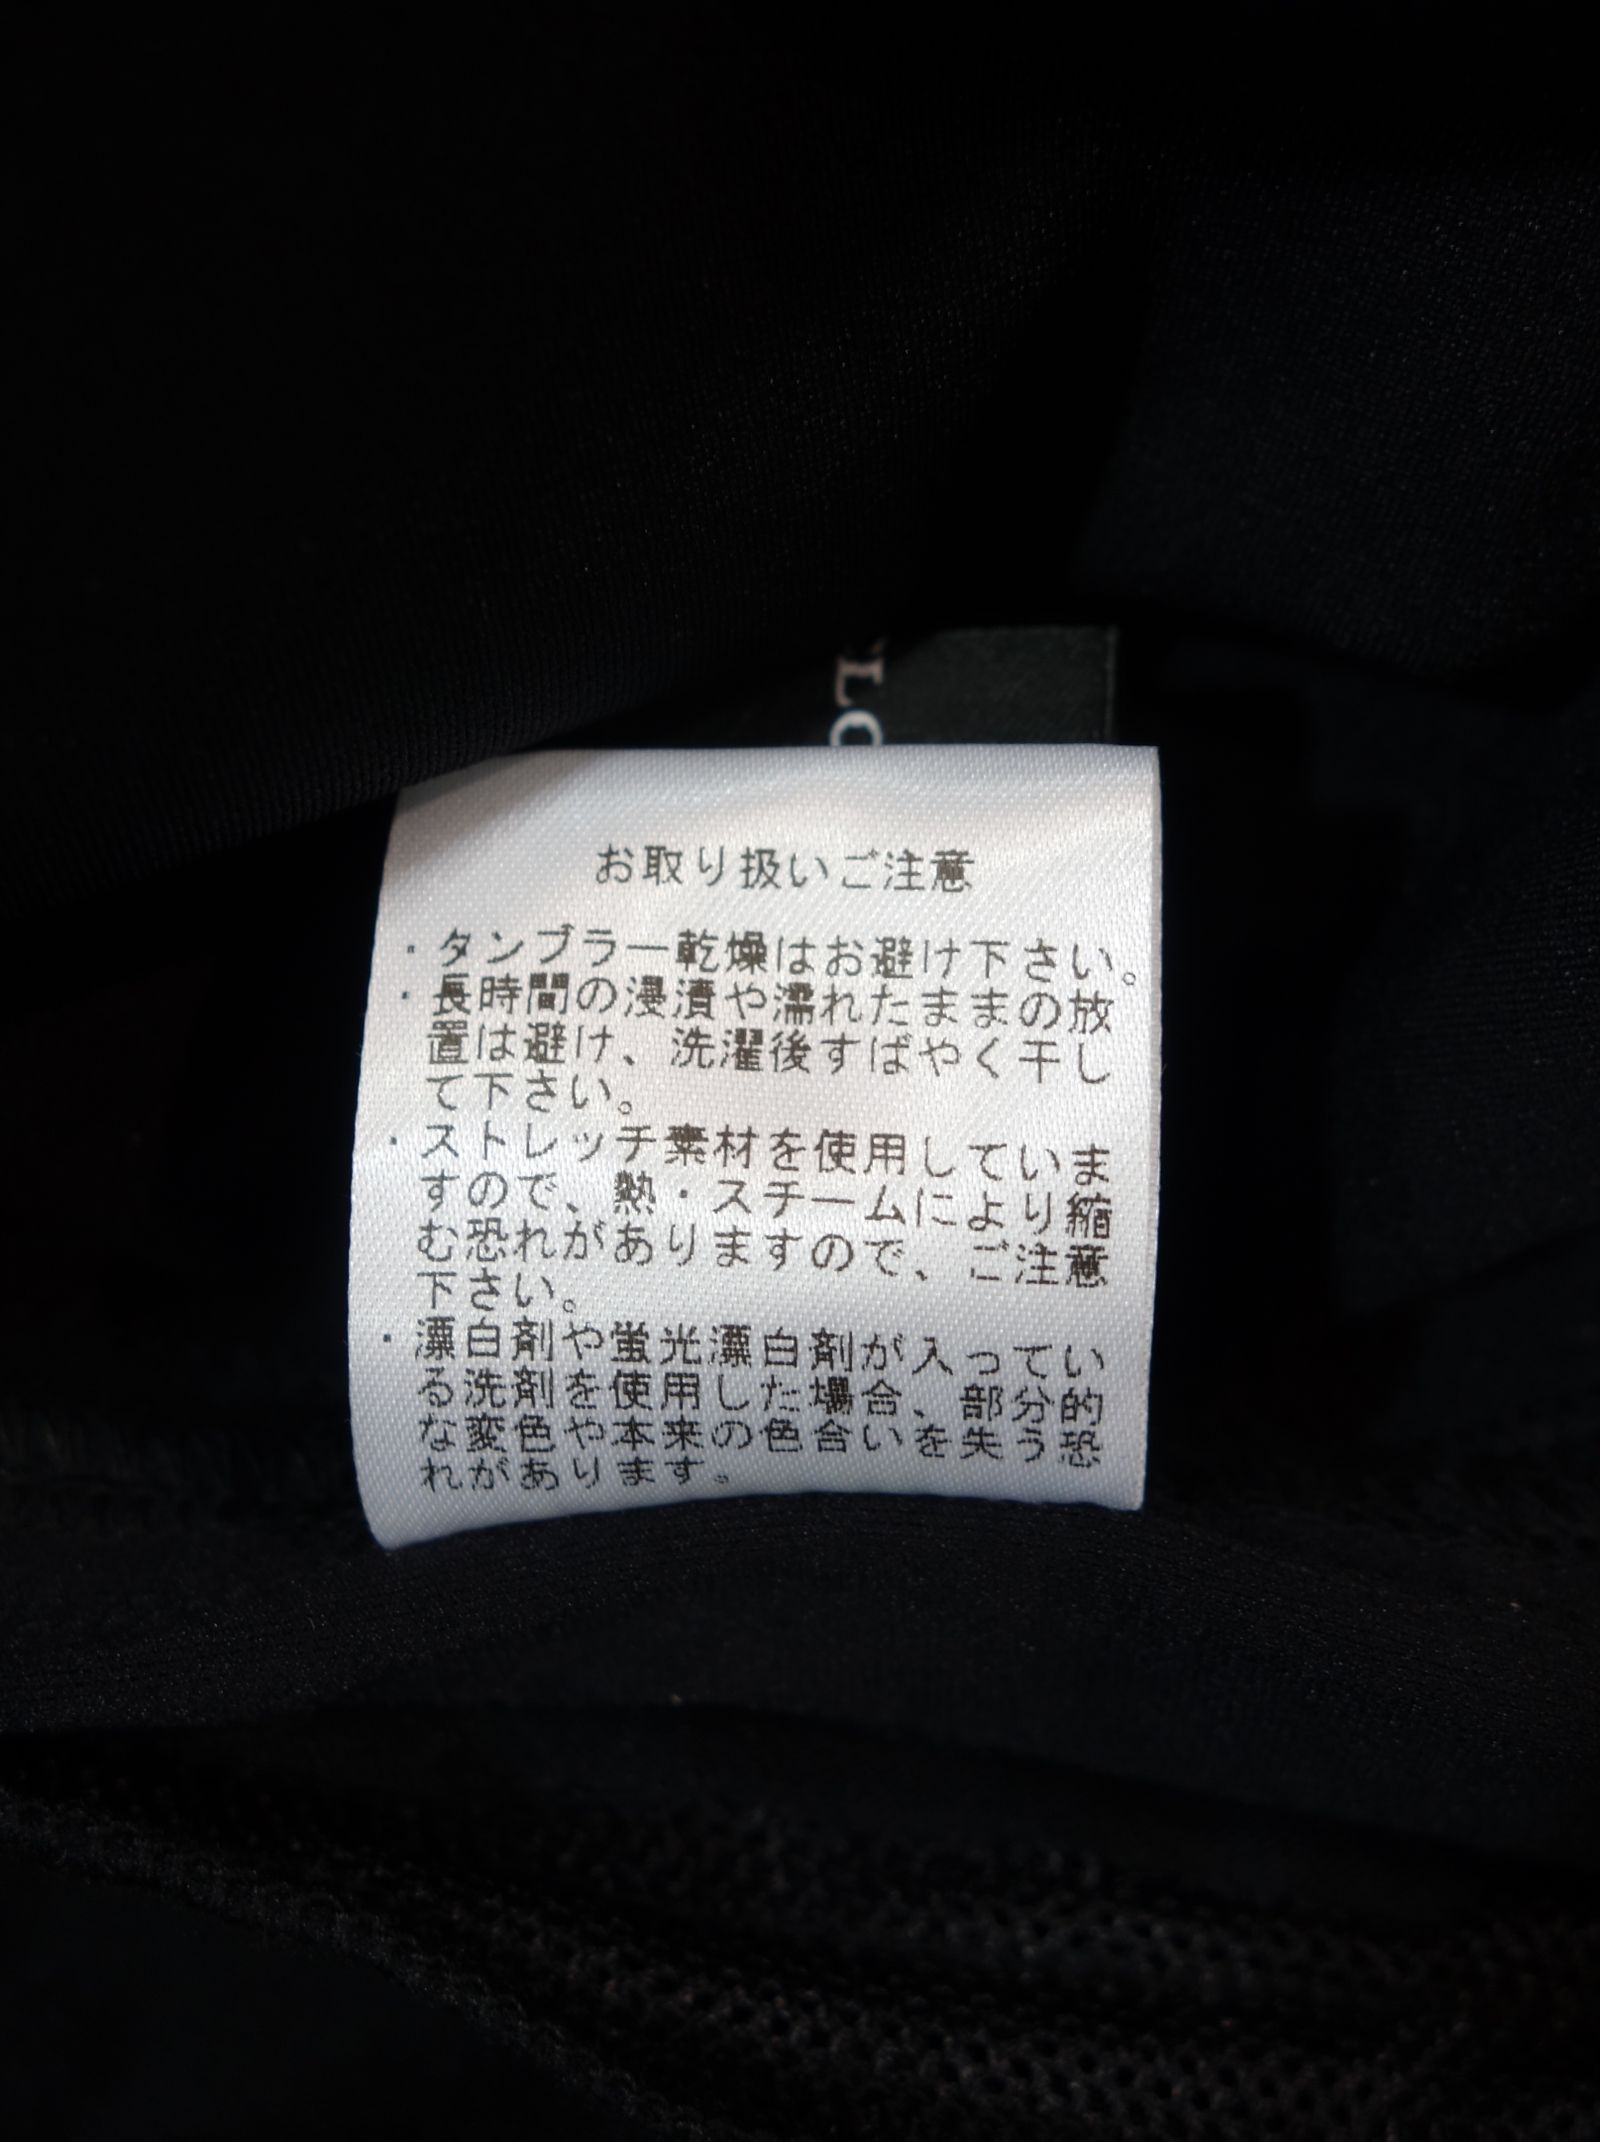 LO
お取り扱いご注意
・タンブラー乾燥はお避け下さい。
・長時間の浸漬や濡れたままの放
置は避け、洗濯後すばやく干し
て下さい。
・ストレッチ素材を使用していま
すので、熱・スチームにより縮
む恐れがありますので、ご注意
下さい。
・漂白剤や蛍光漂白剤が入ってい
る洗剤を使用した場合、部分的
な変色や本来の色合いを失う恐
れがあります。